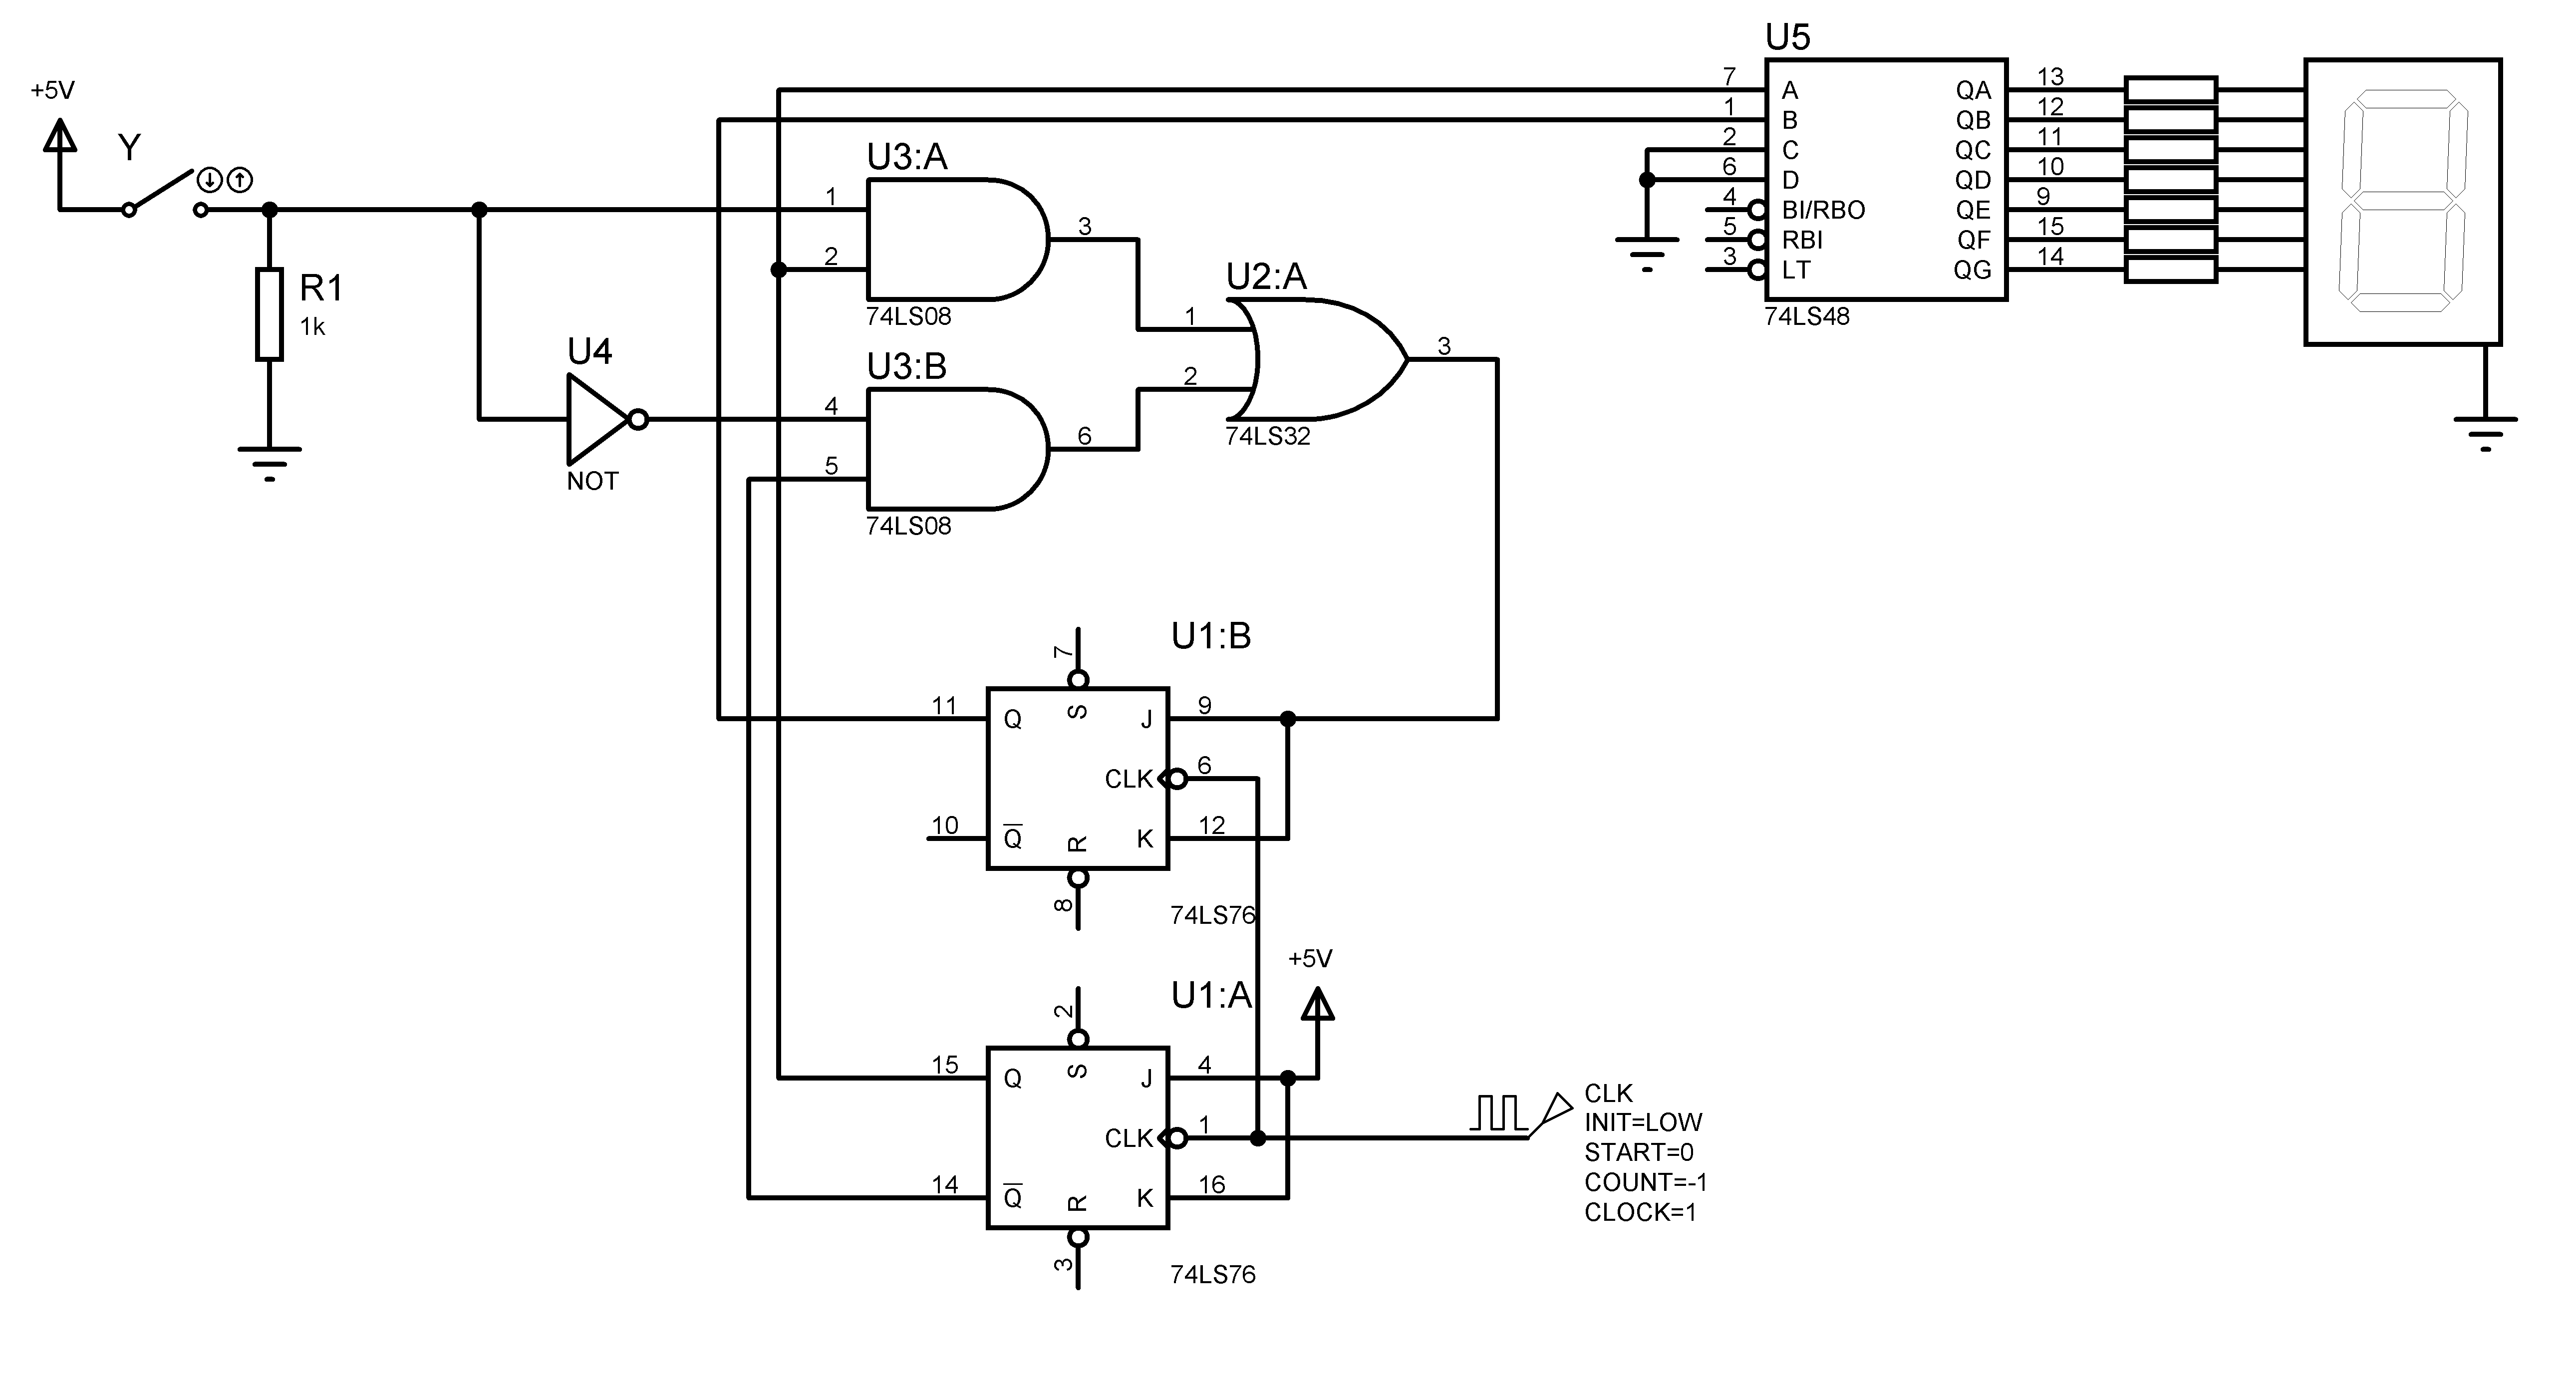 +5V
Y
R1
1k
U4
NOT
U3:A
1
2
3
74LS08
U3:B
4
5
6
74LS08
U2:A
1
2
3
74LS32
U5
7 A QA 13
1 B QB 12
2 C QC 11
6 D QD 10
4 BI/RBO QE 9
5 RBI QF 15
3 LT QG 14
74LS48
U1:B
7
11 Q S J 9
CLK 6
10 Q R K 12
8
74LS76
+5V
U1:A
2
15 Q S J 4
CLK 1
14 Q R K 16
3
74LS76
CLK
INIT=LOW
START=0
COUNT=-1
CLOCK=1